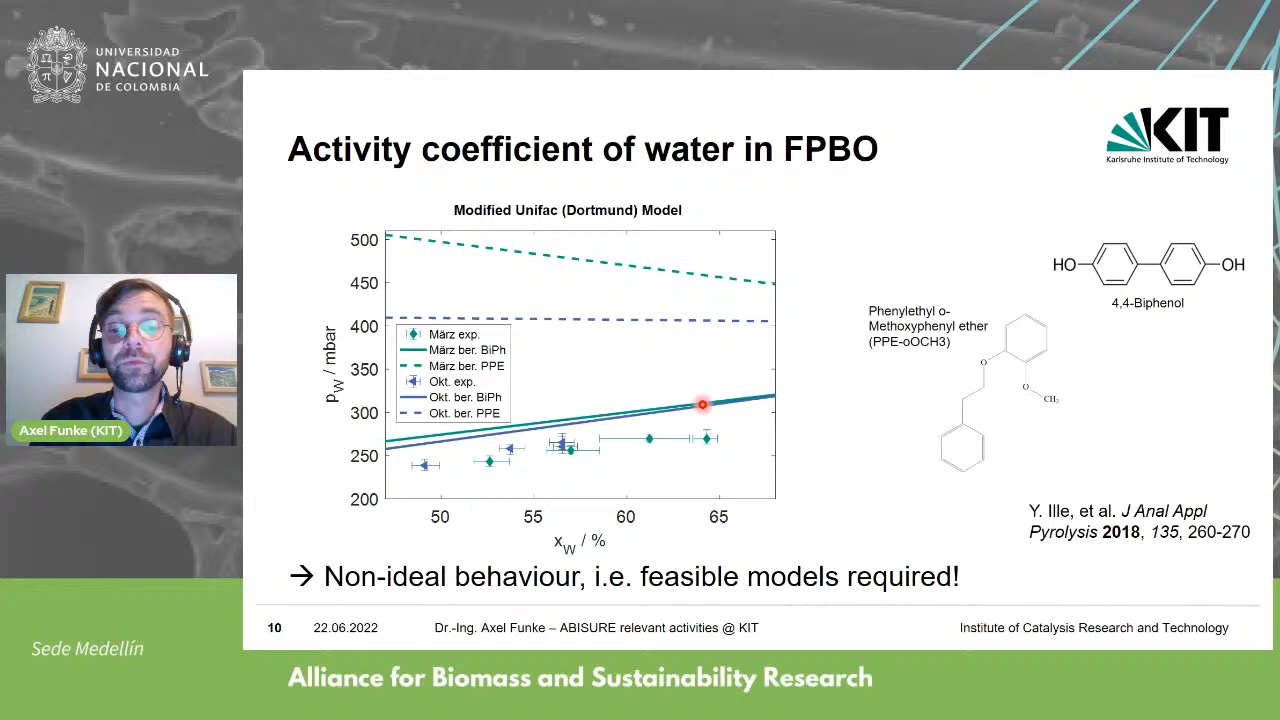 UNIVERSIDAD
NACIONAL
DE COLOMBIA
Activity coefficient of water in FPBO
KIT
Karlsruhe Institute of Technology
Modified Unifac (Dortmund) Model
500
450
400
350
300
250
200
p_W / mbar
März exp.
März ber. BiPh
März ber. PPE
Okt. exp.
Okt. ber. BiPh
Okt. ber. PPE
50 55 60 65
x_W / %
HO OH
4,4-Biphenol
Phenylethyl o-
Methoxyphenyl ether
(PPE-oOCH3)
O
O
CH₃
Y. Ille, et al. J Anal Appl
Pyrolysis 2018, 135, 260-270
→ Non-ideal behaviour, i.e. feasible models required!
10 22.06.2022 Dr.-Ing. Axel Funke – ABISURE relevant activities @ KIT Institute of Catalysis Research and Technology
Axel Funke (KIT)
Sede Medellín
Alliance for Biomass and Sustainability Research